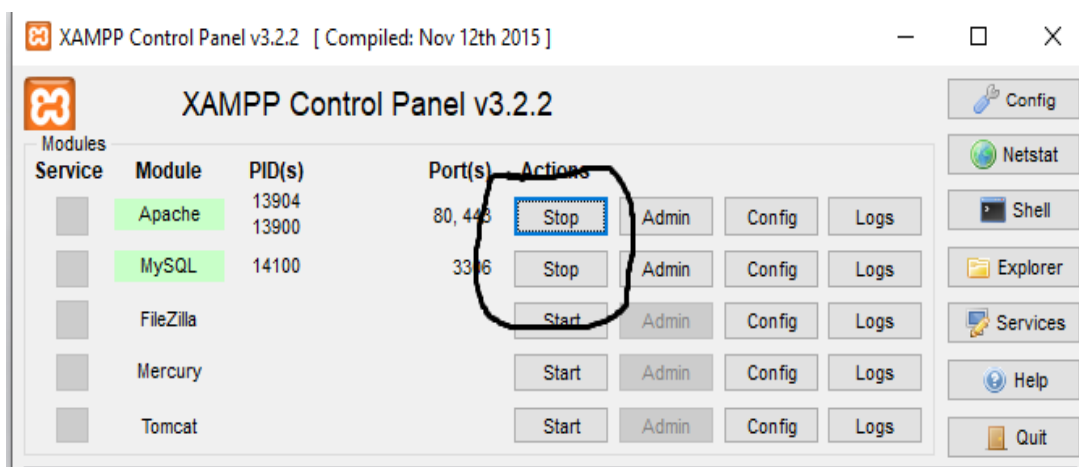 XAMPP Control Panel v3.2.2 [ Compiled: Nov 12th 2015 ]
XAMPP Control Panel v3.2.2
Config
Modules
Netstat
Service Module PID(s) Port(s) Actions
Apache 13904 13900 80, 443 Stop Admin Config Logs
Shell
MySQL 14100 3306 Stop Admin Config Logs
Explorer
FileZilla Start Admin Config Logs
Services
Mercury Start Admin Config Logs
Help
Tomcat Start Admin Config Logs
Quit